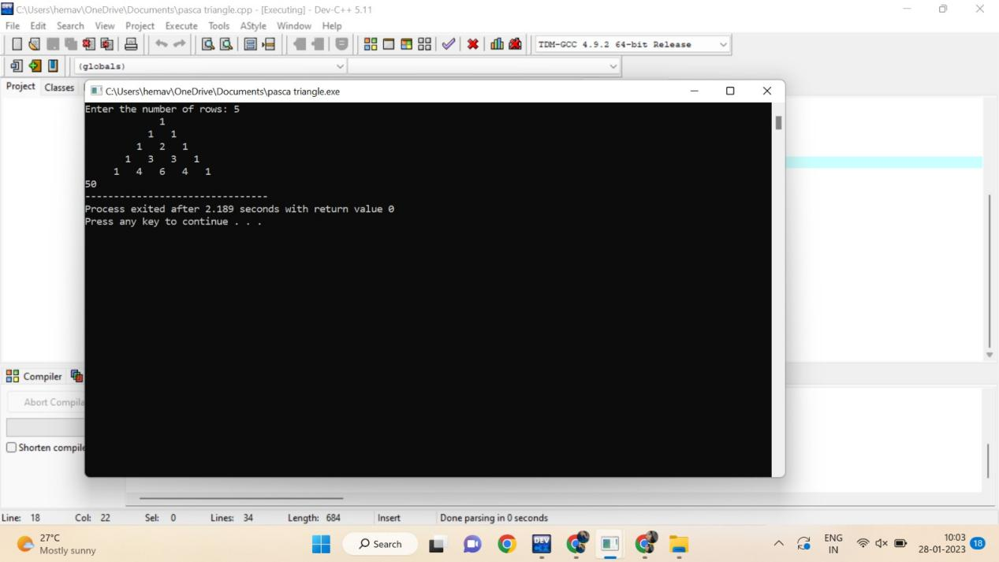 C:\Users\hemav\OneDrive\Documents\pasca triangle.cpp - [Executing] - Dev-C++ 5.11
File Edit Search View Project Execute Tools AStyle Window Help
TDM-GCC 4.9.2 64-bit Release
(globals)
Project Classes
C:\Users\hemav\OneDrive\Documents\pasca triangle.exe
Enter the number of rows: 5
1
1 1
1 2 1
1 3 3 1
1 4 6 4 1
50
--------------------------------
Process exited after 2.189 seconds with return value 0
Press any key to continue . . .
Compiler
Abort Compila
Shorten compile
Line: 18 Col: 22 Sel: 0 Lines: 34 Length: 684 Insert Done parsing in 0 seconds
27°C
Mostly sunny
Search
DEV
ENG
IN
10:03
28-01-2023
18